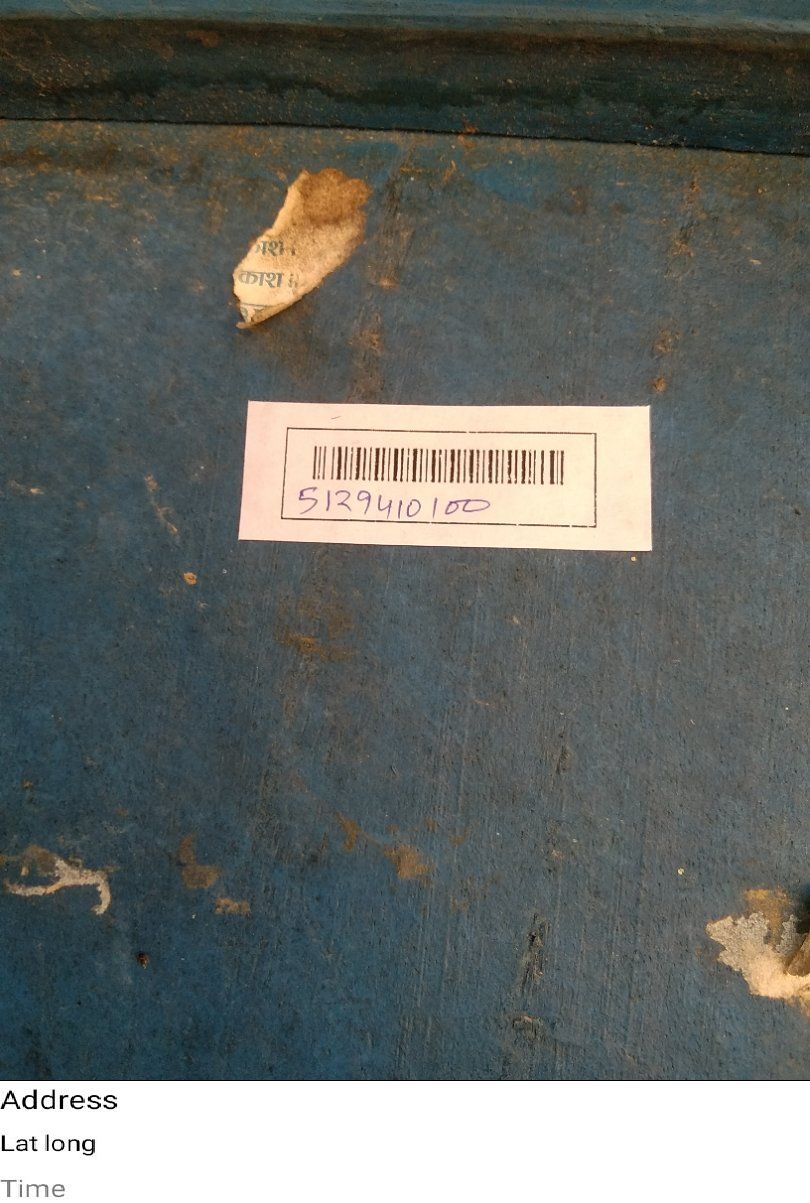 काश
5129410100
Address
Lat long
Time